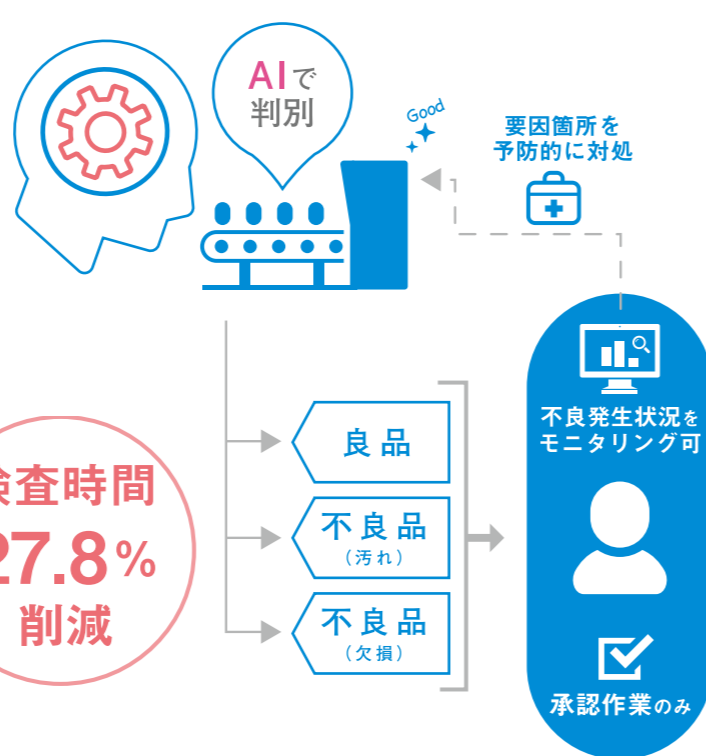 AIで
判別
Good
要因箇所を
予防的に対処
不良発生状況を
モニタリング可
良品
不良品
（汚れ）
不良品
（欠損）
検査時間
27.8%
削減
承認作業のみ